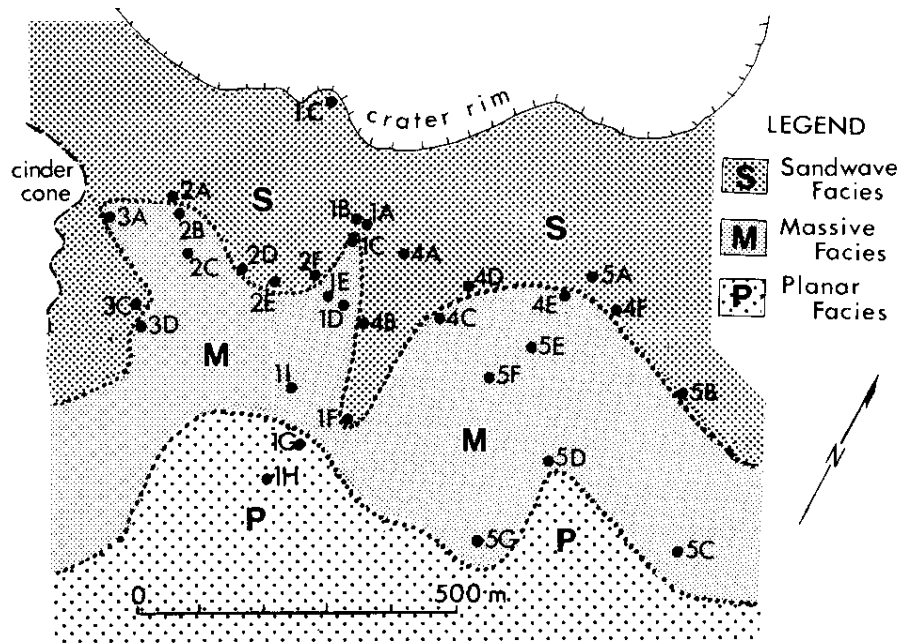 1C
crater rim
LEGEND
cinder
cone
S Sandwave
Facies
M Massive
Facies
P Planar
Facies
2A
3A
2B
S
1B
1A
S
1C
2C
4A
2D
2F
2E
1E
4D
5A
4E
4F
3C
1D
3D
4B
4C
M
5E
5F
5B
1I
1F
M
1G
5D
1H
P
5G
P
5C
N
0
500 m.